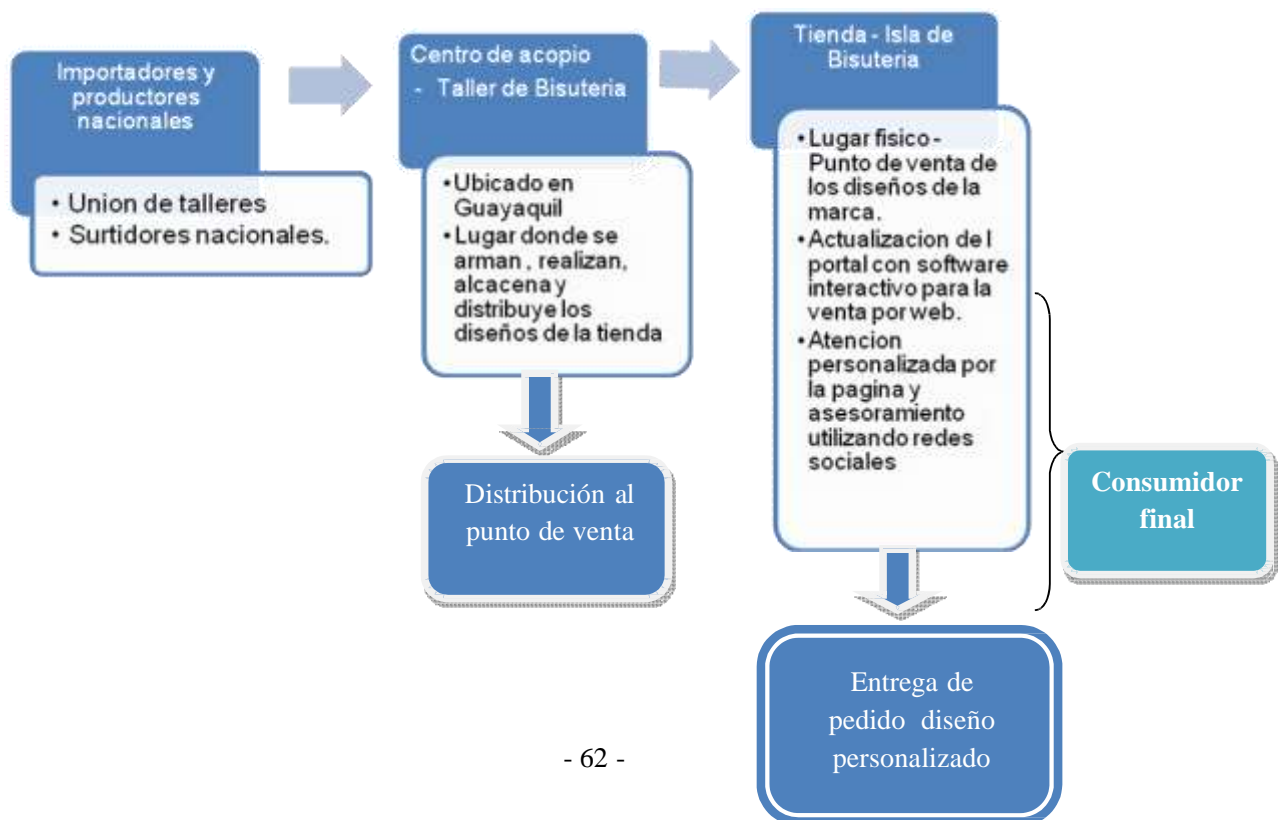 Importadores y
productores
nacionales
• Union de talleres
• Surtidores nacionales.
Centro de acopio
- Taller de Bisuteria
• Ubicado en
Guayaquil
• Lugar donde se
arman , realizan,
alcacena y
distribuye los
diseños de la tienda
Distribución al
punto de venta
Tienda - Isla de
Bisuteria
• Lugar fisico -
Punto de venta de
los diseños de la
marca.
• Actualizacion de l
portal con software
interactivo para la
venta por web.
• Atencion
personalizada por
la pagina y
asesoramiento
utilizando redes
sociales
Consumidor
final
Entrega de
pedido diseño
personalizado
- 62 -